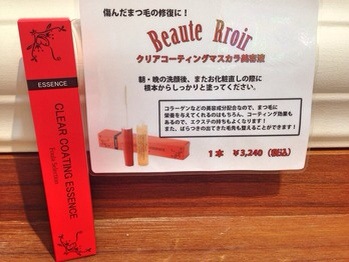 傷んだまつ毛の修復に！
Beaute Rroir
クリアコーティングマスカラ美容液
朝・晩の洗顔後、またお化粧直しの際に
根本からしっかりと塗ってください。
コラーゲンなどの美容成分配合なので、まつ毛に
栄養を与えてくれるのはもちろん、コーティング効果も
あるので、エクステの持ちもよくなります！
また、ばらつきの出てきた毛先も整えることができます！
1本 ¥3,240（税込）
ESSENCE
CLEAR COATING ESSENCE